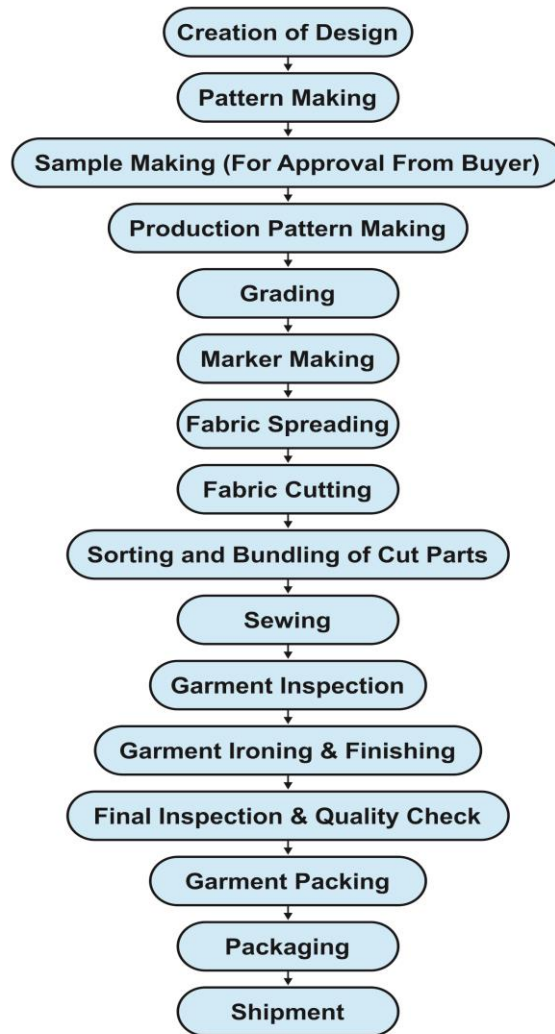 Creation of Design
Pattern Making
Sample Making (For Approval From Buyer)
Production Pattern Making
Grading
Marker Making
Fabric Spreading
Fabric Cutting
Sorting and Bundling of Cut Parts
Sewing
Garment Inspection
Garment Ironing & Finishing
Final Inspection & Quality Check
Garment Packing
Packaging
Shipment